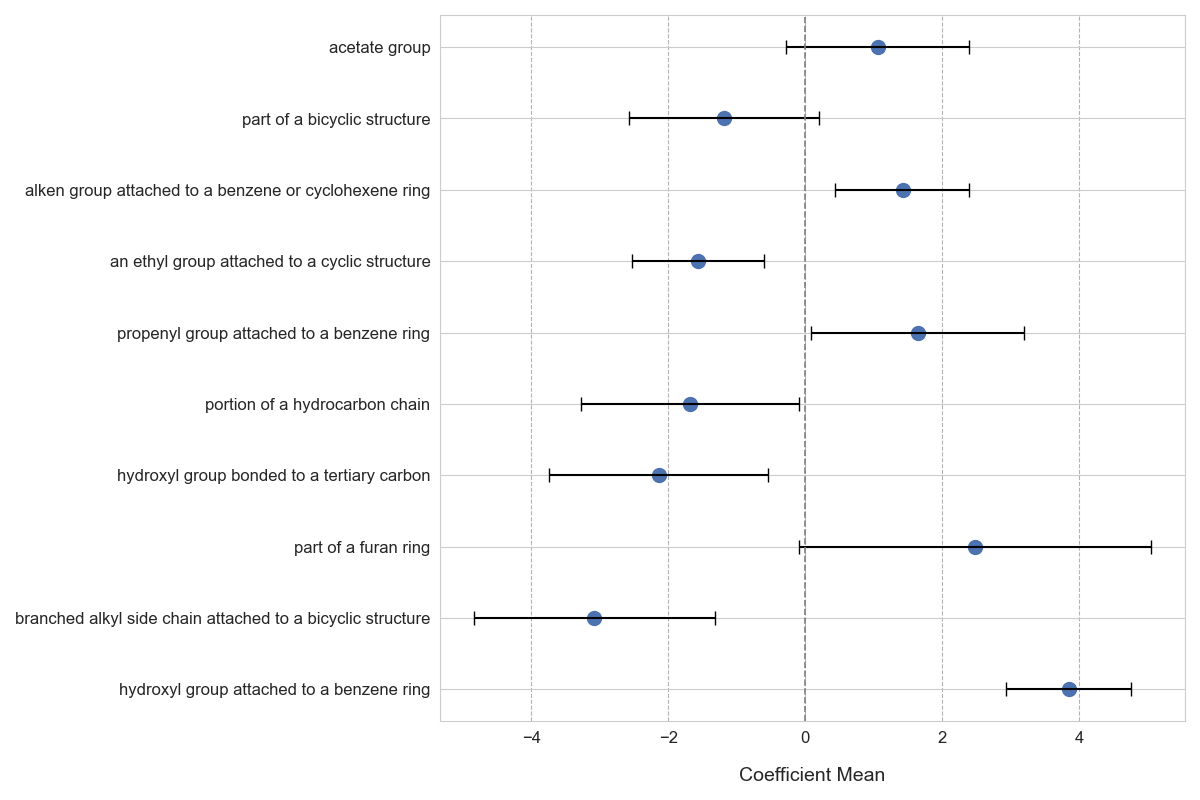 acetate group
part of a bicyclic structure
alken group attached to a benzene or cyclohexene ring
an ethyl group attached to a cyclic structure
propenyl group attached to a benzene ring
portion of a hydrocarbon chain
hydroxyl group bonded to a tertiary carbon
part of a furan ring
branched alkyl side chain attached to a bicyclic structure
hydroxyl group attached to a benzene ring
−4 −2 0 2 4
Coefficient Mean